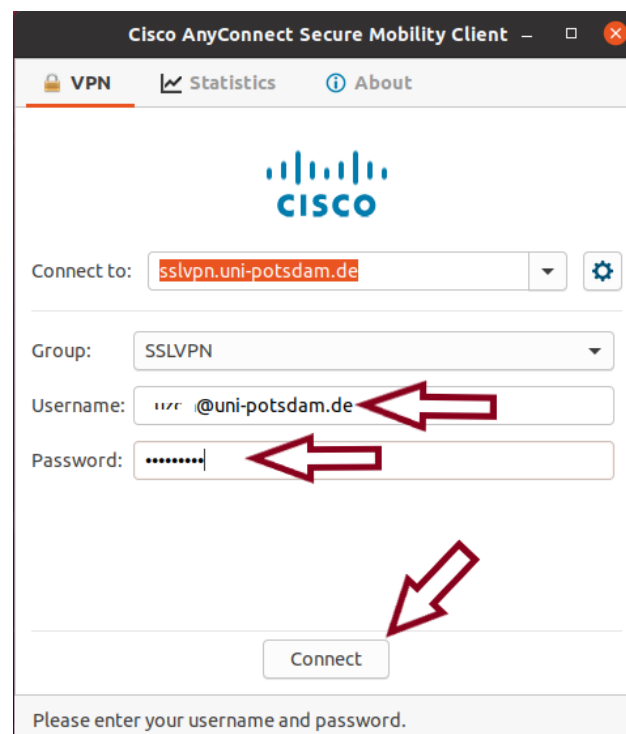 Cisco AnyConnect Secure Mobility Client
VPN Statistics About
CISCO
Connect to: sslvpn.uni-potsdam.de
Group: SSLVPN
Username: @uni-potsdam.de
Password: •••••••••
Connect
Please enter your username and password.